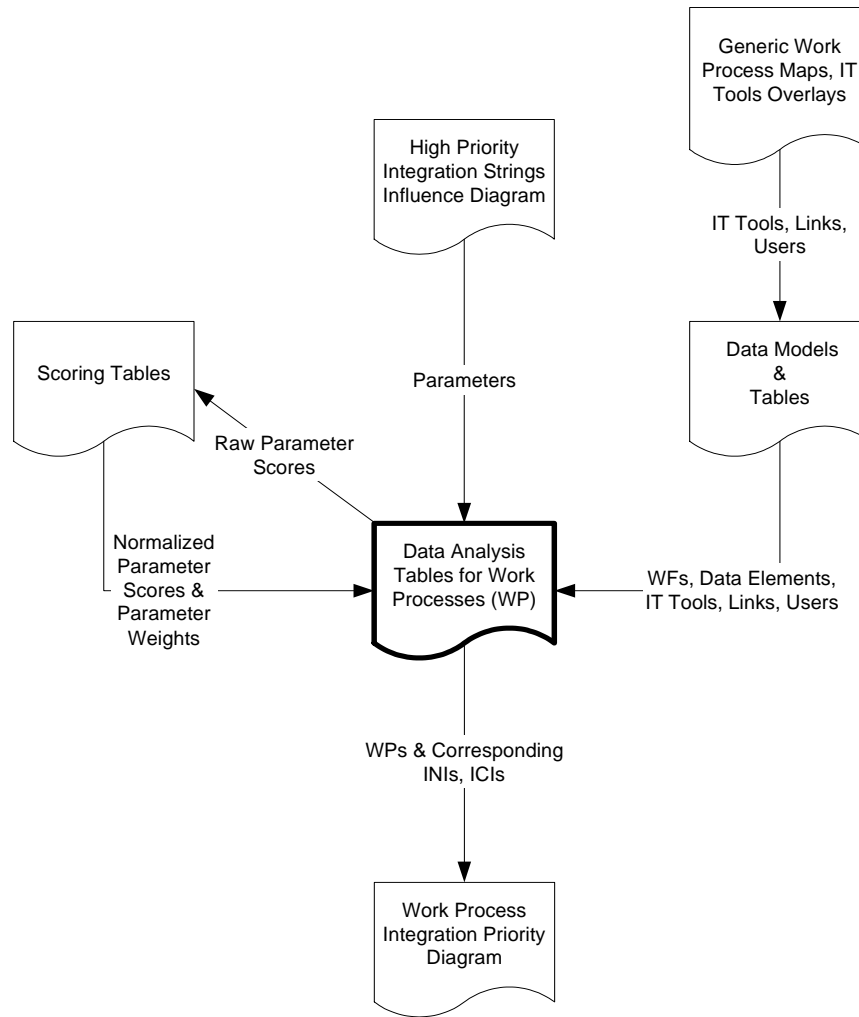 Generic Work
Process Maps, IT
Tools Overlays
High Priority
Integration Strings
Influence Diagram
IT Tools, Links,
Users
Scoring Tables
Data Models
&
Tables
Parameters
Raw Parameter
Scores
Normalized
Parameter
Scores &
Parameter
Weights
Data Analysis
Tables for Work
Processes (WP)
WFs, Data Elements,
IT Tools, Links, Users
WPs & Corresponding
INIs, ICIs
Work Process
Integration Priority
Diagram